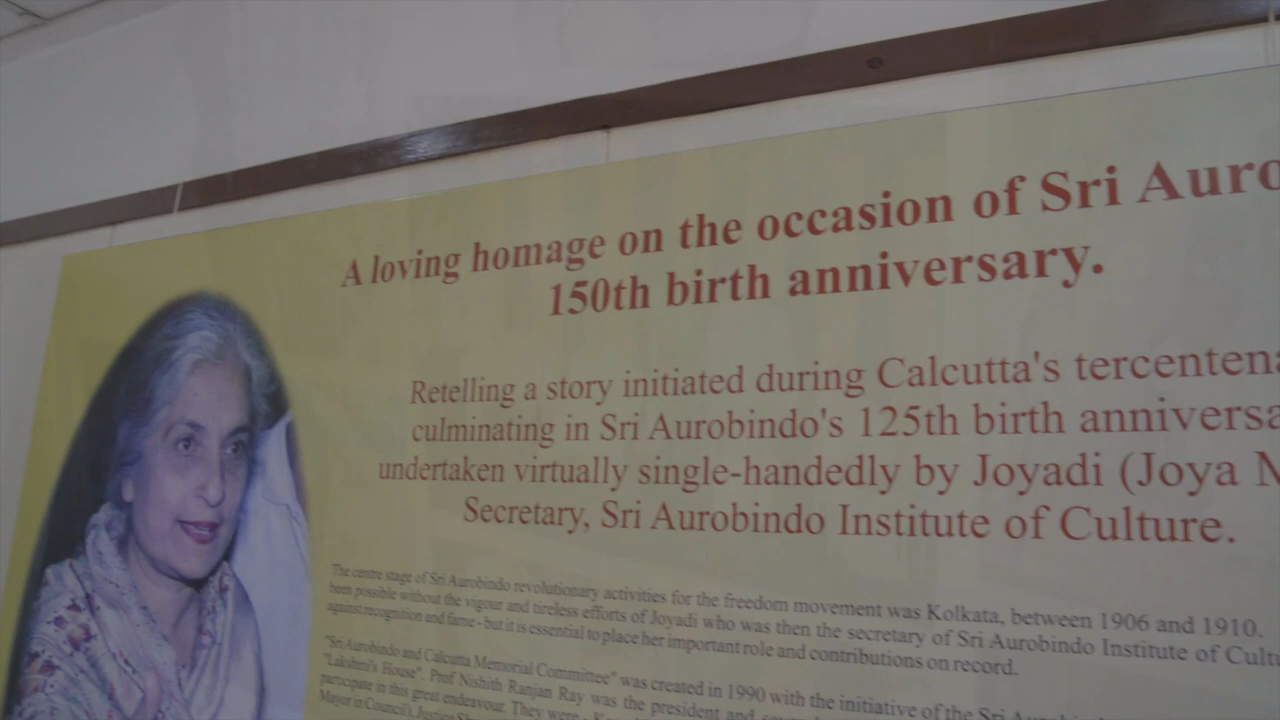 A loving homage on the occasion of Sri Auro
150th birth anniversary.
Retelling a story initiated during Calcutta's tercentena
culminating in Sri Aurobindo's 125th birth anniversa
undertaken virtually single-handedly by Joyadi (Joya M
Secretary, Sri Aurobindo Institute of Culture.
The centre stage of Sri Aurobindo revolutionary activities for the freedom movement was Kolkata, between 1906 and 1910.
been possible without the vigour and tireless efforts of Joyadi who was then the secretary of Sri Aurobindo Institute of Cultu
against recognition and fame - but it is essential to place her important role and contributions on record.
"Sri Aurobindo and Calcutta Memorial Committee" was created in 1990 with the initiative of the Sri
"Lakshmi's House". Prof Nishith Ranjan Ray was the president and
participate in this great endeavour. They were -
Mayor in Council), Justice